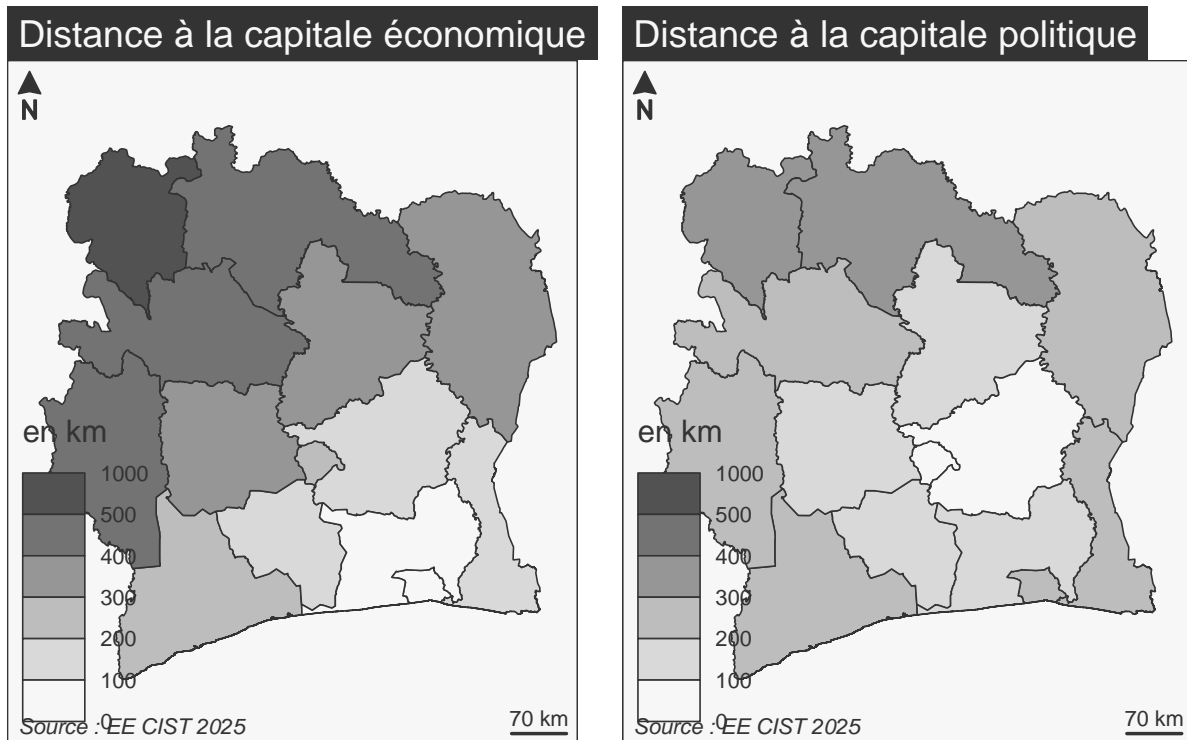 Distance à la capitale économique
N
en km
1000
500
400
300
200
100
0
Source : EE CIST 2025
70 km
Distance à la capitale politique
N
en km
1000
500
400
300
200
100
0
Source : EE CIST 2025
70 km